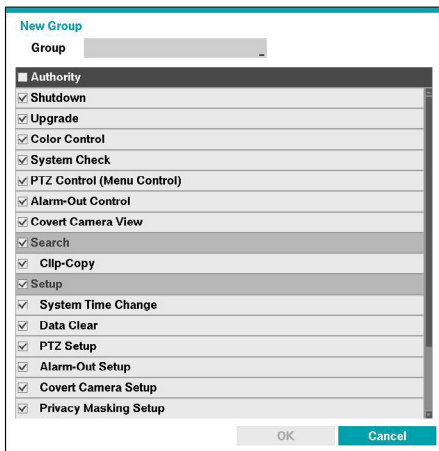 New Group
Group
Authority
Shutdown
Upgrade
Color Control
System Check
PTZ Control (Menu Control)
Alarm-Out Control
Covert Camera View
Search
Clip-Copy
Setup
System Time Change
Data Clear
PTZ Setup
Alarm-Out Setup
Covert Camera Setup
Privacy Masking Setup
OK Cancel